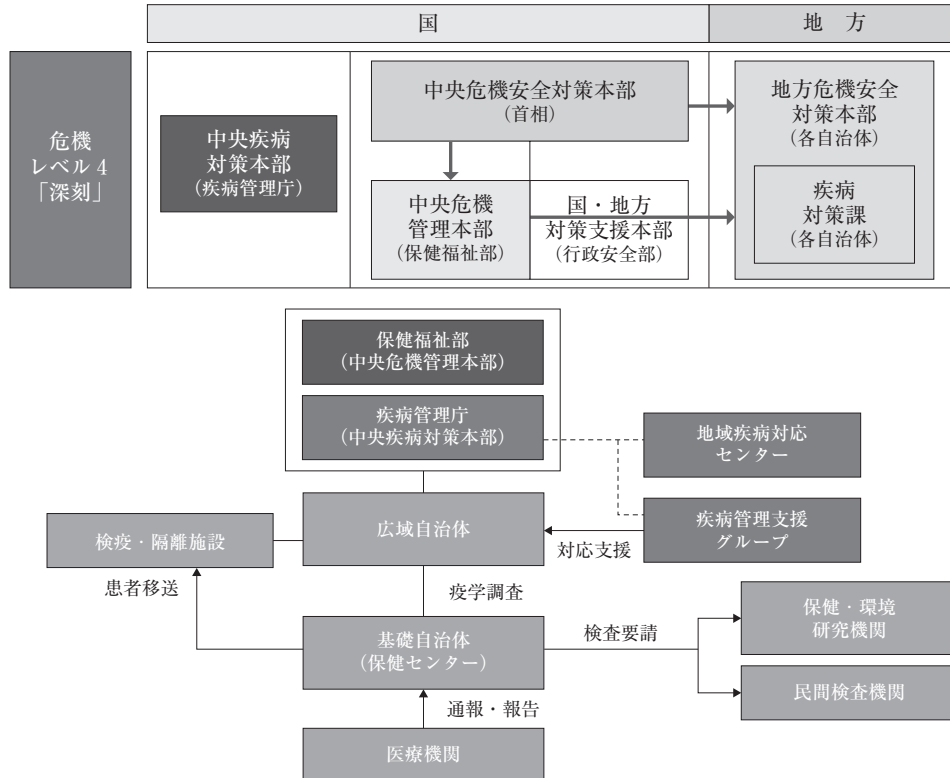 国
地方
危機
レベル4
「深刻」
中央疾病
対策本部
（疾病管理庁）
中央危機安全対策本部
（首相）
中央危機
管理本部
（保健福祉部）
国・地方
対策支援本部
（行政安全部）
地方危機安全
対策本部
（各自治体）
疾病
対策課
（各自治体）
保健福祉部
（中央危機管理本部）
疾病管理庁
（中央疾病対策本部）
地域疾病対応
センター
疾病管理支援
グループ
対応支援
広域自治体
検疫・隔離施設
患者移送
疫学調査
基礎自治体
（保健センター）
検査要請
保健・環境
研究機関
民間検査機関
通報・報告
医療機関